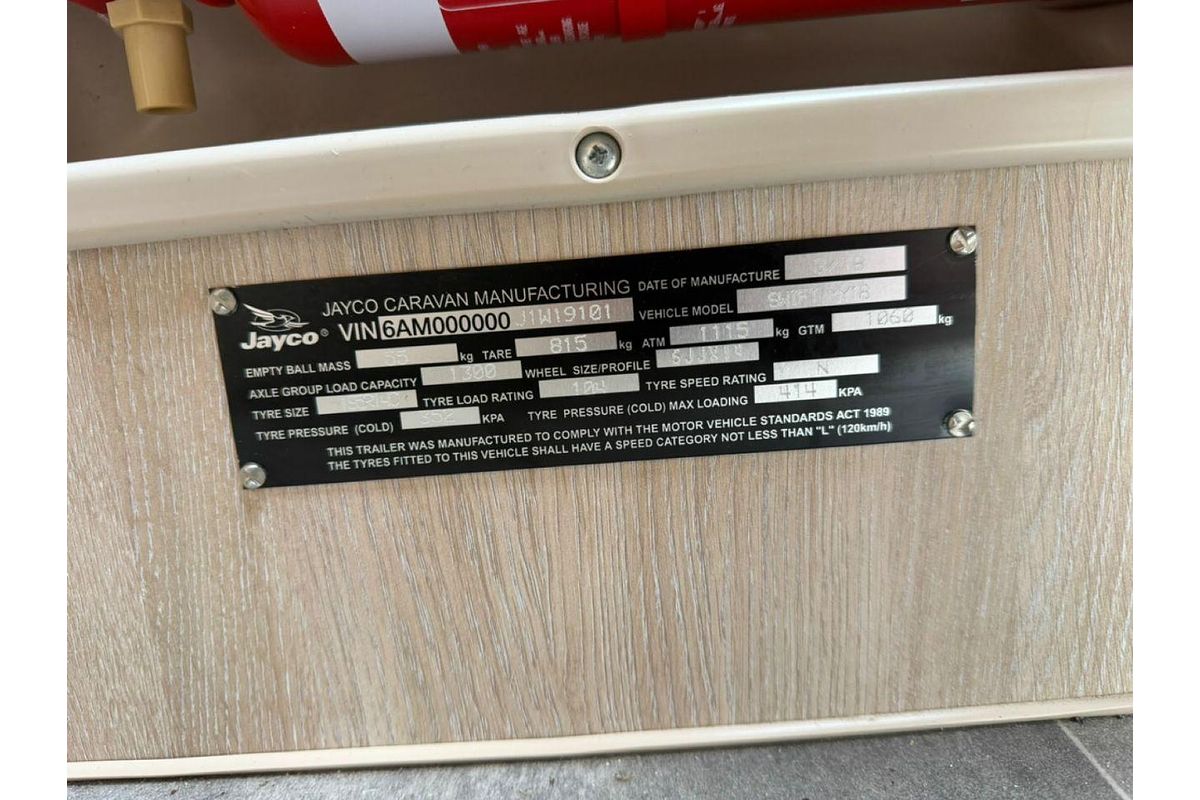 JAYCO CARAVAN MANUFACTURING DATE OF MANUFACTURE
Jayco® VIN 6AM000000J1W19101 VEHICLE MODEL
EMPTY BALL MASS kg TARE 815 kg ATM 1115 kg GTM 1060 kg
AXLE GROUP LOAD CAPACITY 1300 WHEEL SIZE/PROFILE
TYRE SIZE TYRE LOAD RATING TYRE SPEED RATING N
TYRE PRESSURE (COLD) KPA TYRE PRESSURE (COLD) MAX LOADING 414 KPA
THIS TRAILER WAS MANUFACTURED TO COMPLY WITH THE MOTOR VEHICLE STANDARDS ACT 1989
THE TYRES FITTED TO THIS VEHICLE SHALL HAVE A SPEED CATEGORY NOT LESS THAN "L" (120km/h)